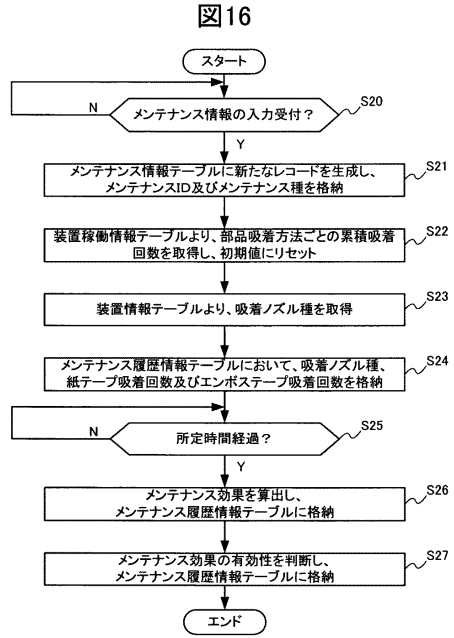 図16
スタート
N
メンテナンス情報の入力受付？
S20
Y
メンテナンス情報テーブルに新たなレコードを生成し、
メンテナンスID及びメンテナンス種を格納
S21
装置稼働情報テーブルより、部品吸着方法ごとの累積吸着
回数を取得し、初期値にリセット
S22
装置情報テーブルより、吸着ノズル種を取得
S23
メンテナンス履歴情報テーブルにおいて、吸着ノズル種、
紙テープ吸着回数及びエンボステープ吸着回数を格納
S24
N
所定時間経過？
S25
Y
メンテナンス効果を算出し、
メンテナンス履歴情報テーブルに格納
S26
メンテナンス効果の有効性を判断し、
メンテナンス履歴情報テーブルに格納
S27
エンド